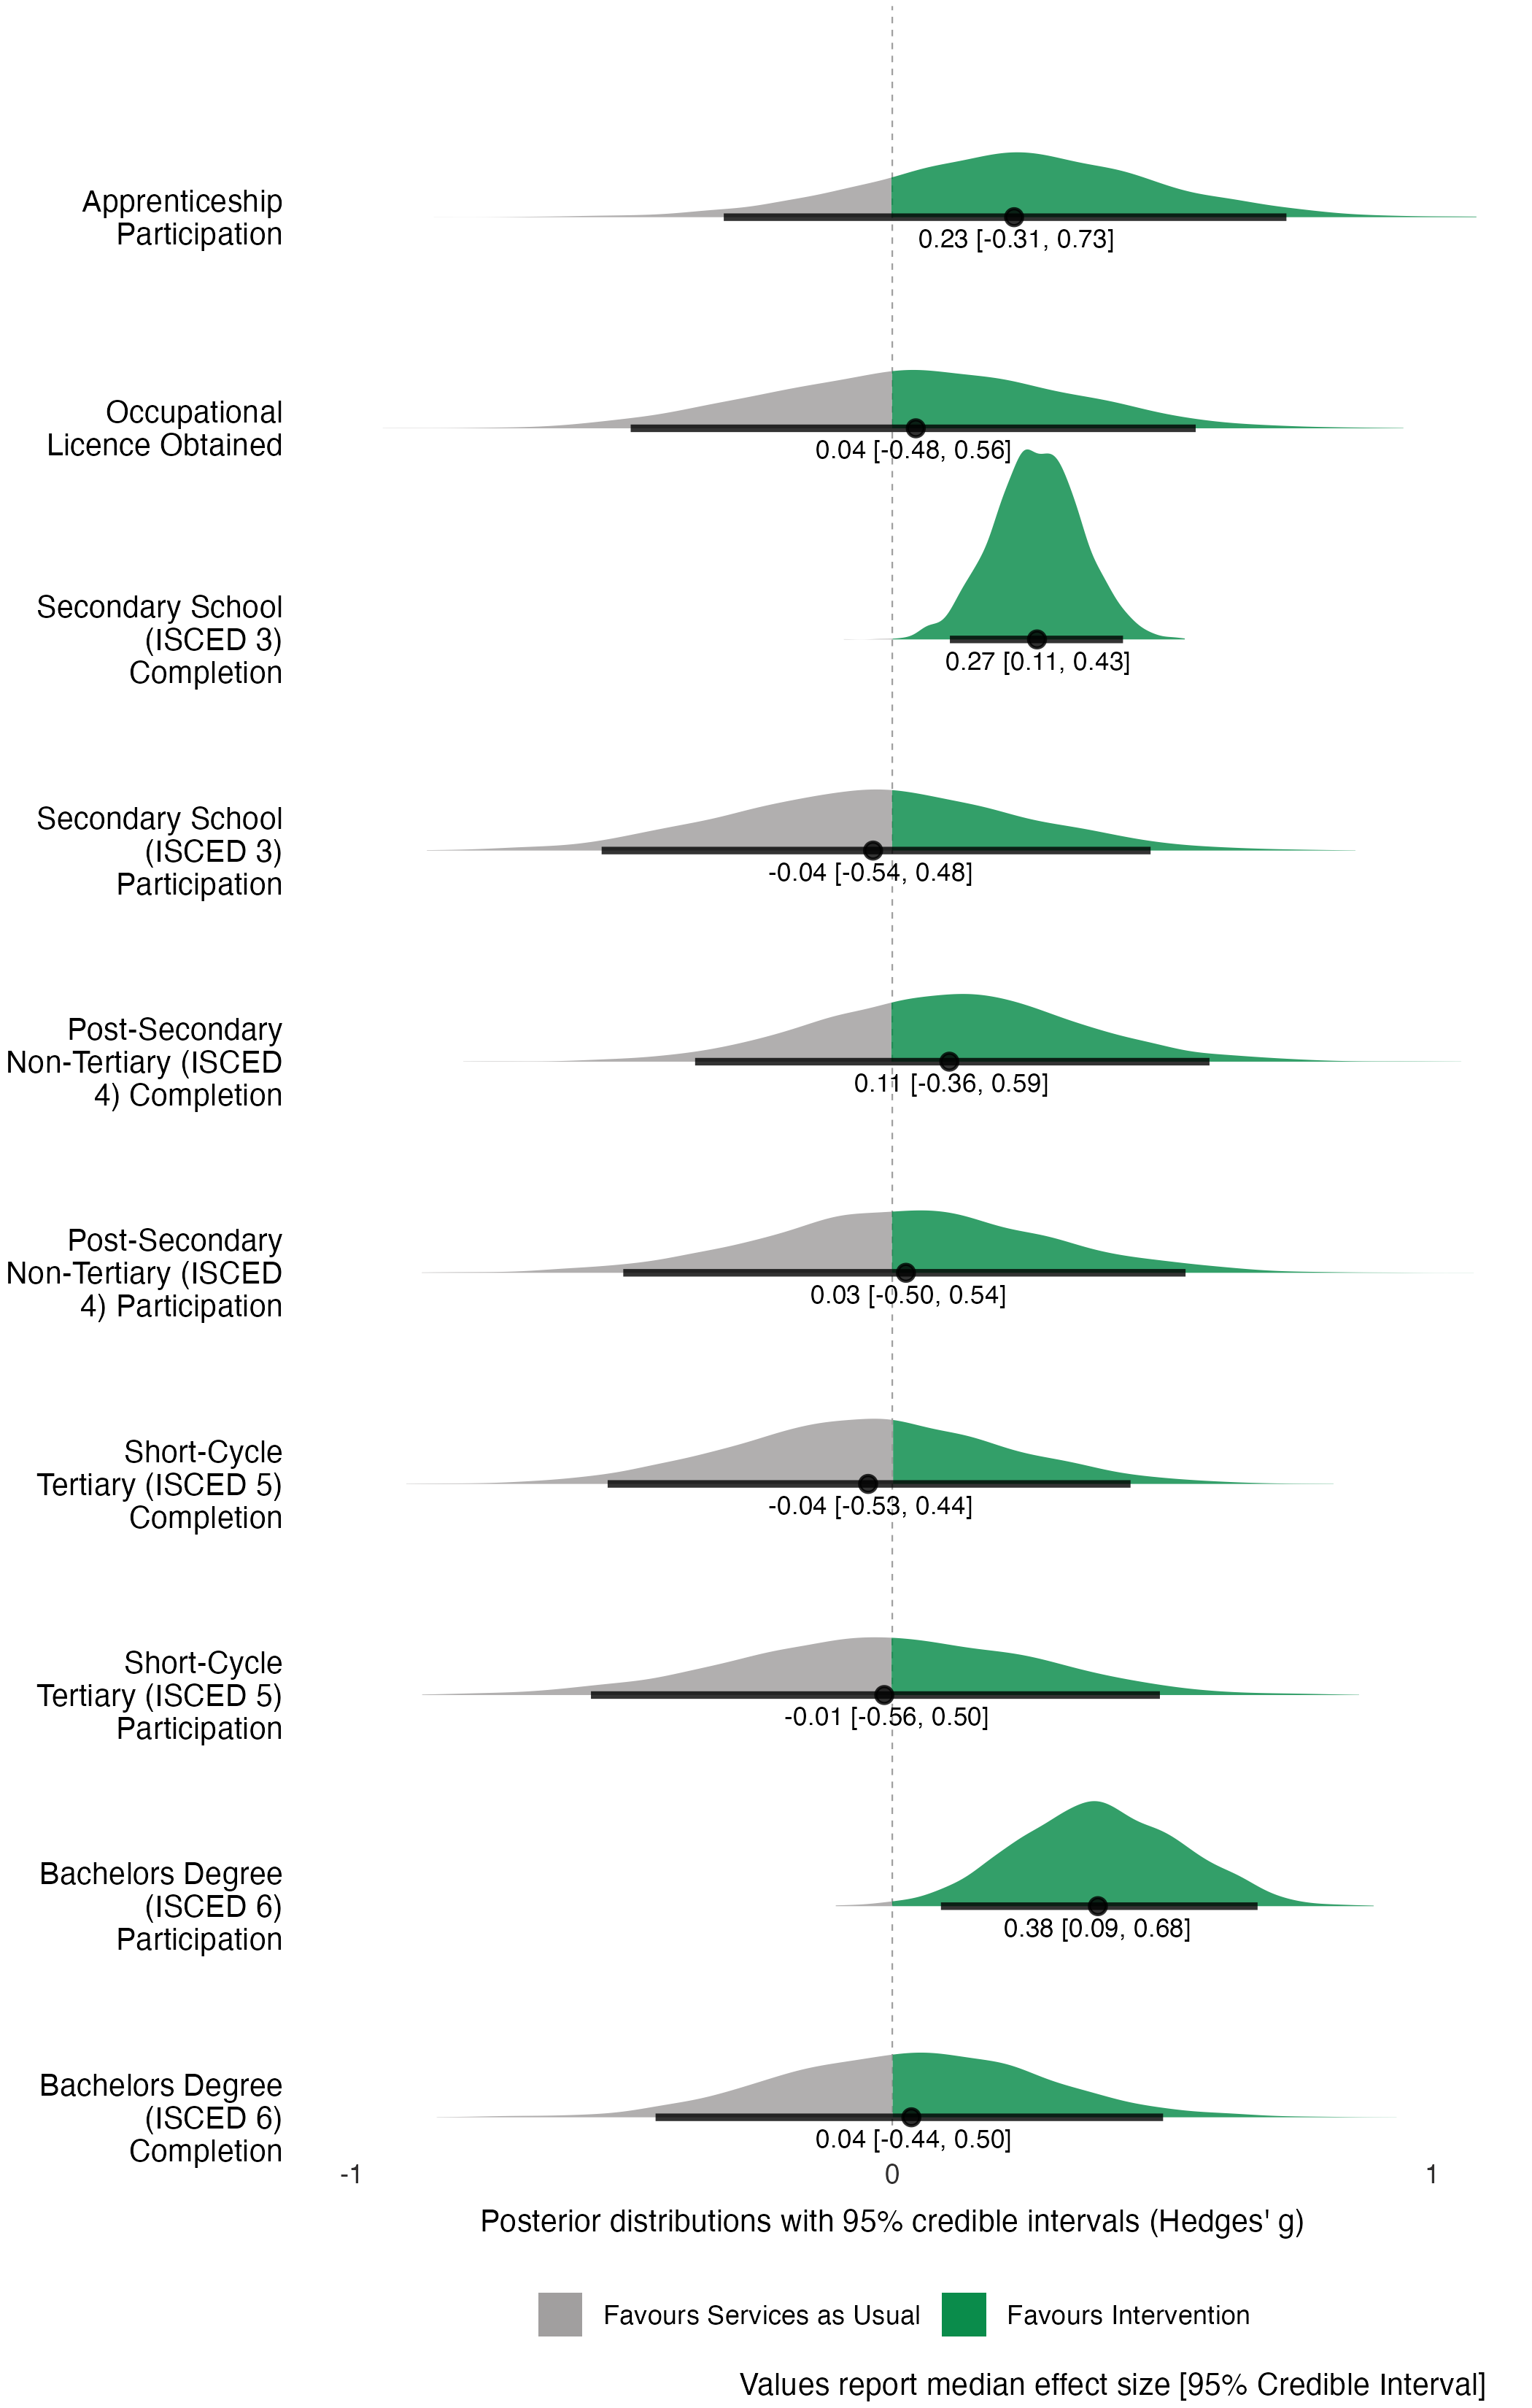 Apprenticeship
Participation
0.23 [-0.31, 0.73]
Occupational
Licence Obtained
0.04 [-0.48, 0.56]
Secondary School
(ISCED 3)
Completion
0.27 [0.11, 0.43]
Secondary School
(ISCED 3)
Participation
-0.04 [-0.54, 0.48]
Post-Secondary
Non-Tertiary (ISCED
4) Completion
0.11 [-0.36, 0.59]
Post-Secondary
Non-Tertiary (ISCED
4) Participation
0.03 [-0.50, 0.54]
Short-Cycle
Tertiary (ISCED 5)
Completion
-0.04 [-0.53, 0.44]
Short-Cycle
Tertiary (ISCED 5)
Participation
-0.01 [-0.56, 0.50]
Bachelors Degree
(ISCED 6)
Participation
0.38 [0.09, 0.68]
Bachelors Degree
(ISCED 6)
Completion
0.04 [-0.44, 0.50]
-1 0 1
Posterior distributions with 95% credible intervals (Hedges' g)
Favours Services as Usual Favours Intervention
Values report median effect size [95% Credible Interval]